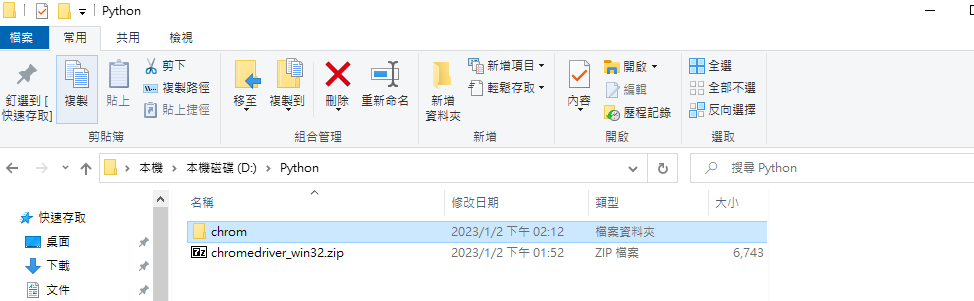 Python
檔案 常用 共用 檢視
釘選到 [快速存取]
複製
貼上
剪下
複製路徑
貼上捷徑
移至
複製到
刪除
重新命名
新增資料夾
新增項目
輕鬆存取
內容
開啟
編輯
歷程記錄
全選
全部不選
反向選擇
剪貼簿 組合管理 新增 開啟 選取
本機 本機磁碟 (D:) Python
搜尋 Python
名稱 修改日期 類型 大小
快速存取
桌面
下載
文件
chrom 2023/1/2 下午 02:12 檔案資料夾
chromedriver_win32.zip 2023/1/2 下午 01:52 ZIP 檔案 6,743